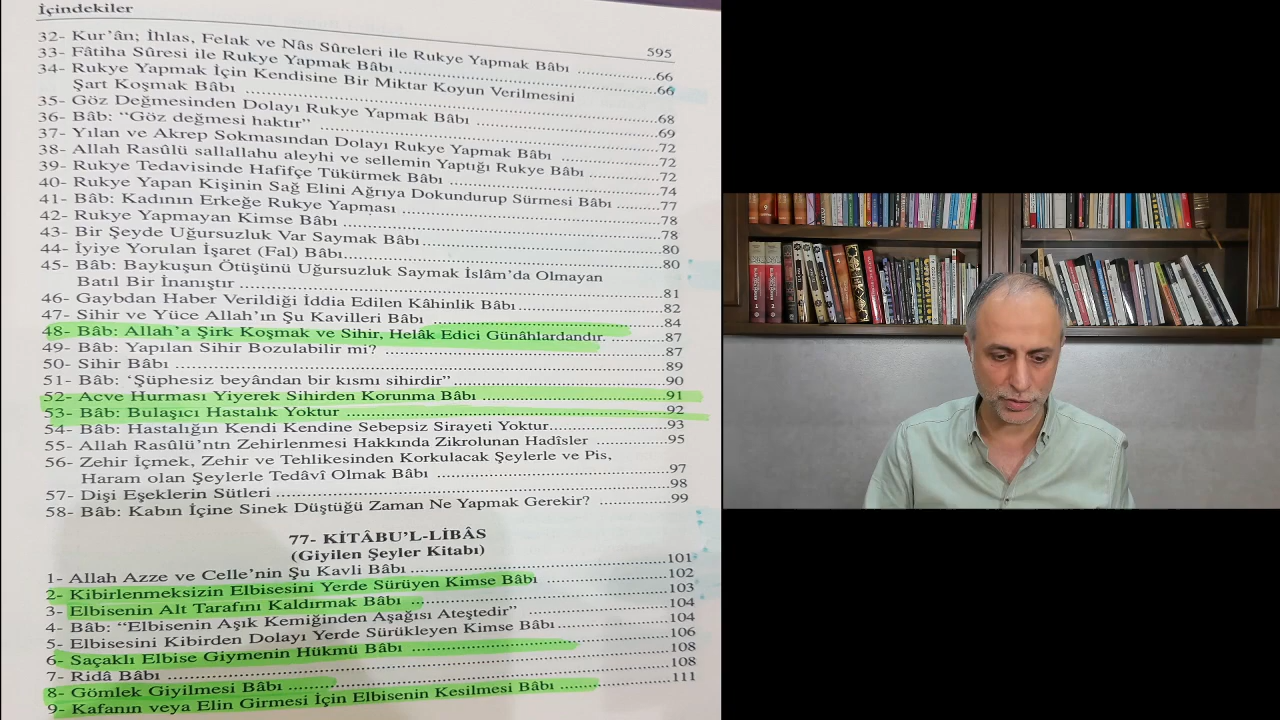 İçindekiler
595
32- Kur’ân; İhlas, Felak ve Nâs Sûreleri ile Rukye Yapmak Bâbı ..................66
33- Fâtiha Sûresi ile Rukye Yapmak Bâbı ..................66
34- Rukye Yapmak İçin Kendisine Bir Miktar Koyun Verilmesini
Şart Koşmak Bâbı ..................68
35- Göz Değmesinden Dolayı Rukye Yapmak Bâbı ..................69
36- Bâb: “Göz değmesi haktır” ..................72
37- Yılan ve Akrep Sokmasından Dolayı Rukye Yapmak Bâbı ..................72
38- Allah Rasûlü sallallahu aleyhi ve sellemin Yaptığı Rukye Bâbı ..................72
39- Rukye Tedavisinde Hafifçe Tükürmek Bâbı ..................74
40- Rukye Yapan Kişinin Sağ Elini Ağrıya Dokundurup Sürmesi Bâbı ..................77
41- Bâb: Kadının Erkeğe Rukye Yapması ..................78
42- Rukye Yapmayan Kimse Bâbı ..................78
43- Bir Şeyde Uğursuzluk Var Saymak Bâbı ..................80
44- İyiye Yorulan İşaret (Fal) Bâbı ..................80
45- Bâb: Baykuşun Ötüşünü Uğursuzluk Saymak İslâm’da Olmayan
Batıl Bir İnanıştır ..................81
46- Gaybdan Haber Verildiği İddia Edilen Kâhinlik Bâbı ..................82
47- Sihir ve Yüce Allah’ın Şu Kavilleri Bâbı ..................84
48- Bâb: Allah’a Şirk Koşmak ve Sihir, Helâk Edici Günâhlardandır. ..................87
49- Bâb: Yapılan Sihir Bozulabilir mi? ..................87
50- Sihir Bâbı ..................89
51- Bâb: ‘Şüphesiz beyândan bir kısmı sihirdir” ..................90
52- Acve Hurması Yiyerek Sihirden Korunma Bâbı ..................91
53- Bâb: Bulaşıcı Hastalık Yoktur ..................92
54- Bâb: Hastalığın Kendi Kendine Sebepsiz Sirayeti Yoktur ..................93
55- Allah Rasûlü’ntn Zehirlenmesi Hakkında Zikrolunan Hadîsler ..................95
56- Zehir İçmek, Zehir ve Tehlikesinden Korkulacak Şeylerle ve Pis,
Haram olan Şeylerle Tedâvî Olmak Bâbı ..................97
57- Dişi Eşeklerin Sütleri ..................98
58- Bâb: Kabın İçine Sinek Düştüğü Zaman Ne Yapmak Gerekir? ..................99
77- KİTÂBU’L-LİBÂS
(Giyilen Şeyler Kitabı)
1- Allah Azze ve Celle’nin Şu Kavli Bâbı ..................101
2- Kibirlenmeksizin Elbisesini Yerde Sürüyen Kimse Bâbı ..................102
3- Elbisenin Alt Tarafını Kaldırmak Bâbı ..................103
4- Bâb: “Elbisenin Aşık Kemiğinden Aşağısı Ateştedir” ..................104
5- Elbisesini Kibirden Dolayı Yerde Sürükleyen Kimse Bâbı ..................104
6- Saçaklı Elbise Giymenin Hükmü Bâbı ..................106
7- Ridâ Bâbı ..................108
8- Gömlek Giyilmesi Bâbı ..................108
9- Kafanın veya Elin Girmesi İçin Elbisenin Kesilmesi Bâbı ..................111